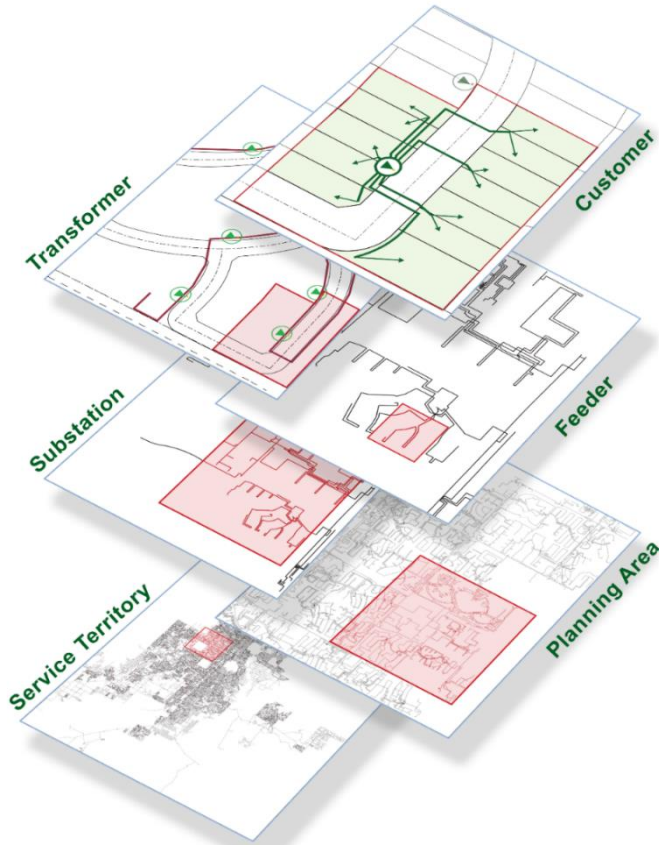 Customer
Transformer
Feeder
Substation
Planning Area
Service Territory